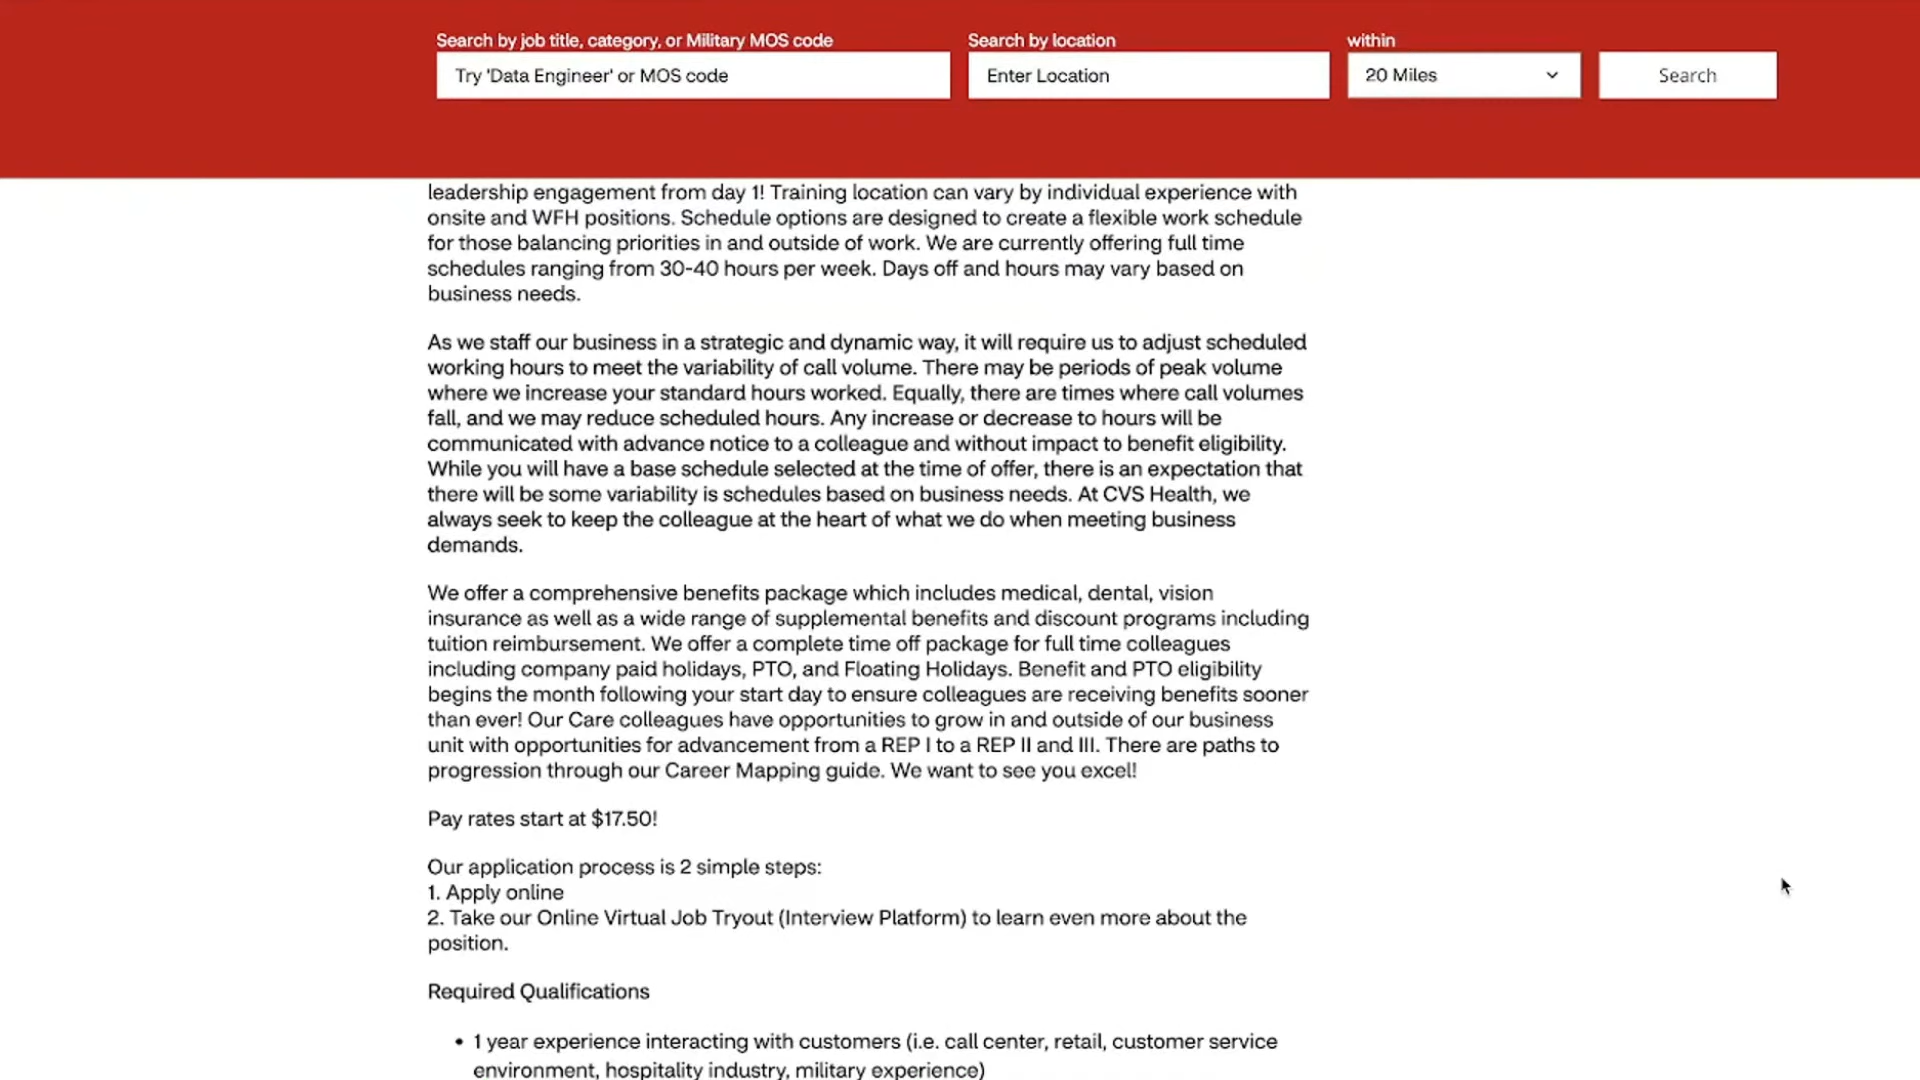 Search by job title, category, or Military MOS code
Search by location
within
Try 'Data Engineer' or MOS code
Enter Location
20 Miles
Search
leadership engagement from day 1! Training location can vary by individual experience with
onsite and WFH positions. Schedule options are designed to create a flexible work schedule
for those balancing priorities in and outside of work. We are currently offering full time
schedules ranging from 30-40 hours per week. Days off and hours may vary based on
business needs.
As we staff our business in a strategic and dynamic way, it will require us to adjust scheduled
working hours to meet the variability of call volume. There may be periods of peak volume
where we increase your standard hours worked. Equally, there are times where call volumes
fall, and we may reduce scheduled hours. Any increase or decrease to hours will be
communicated with advance notice to a colleague and without impact to benefit eligibility.
While you will have a base schedule selected at the time of offer, there is an expectation that
there will be some variability is schedules based on business needs. At CVS Health, we
always seek to keep the colleague at the heart of what we do when meeting business
demands.
We offer a comprehensive benefits package which includes medical, dental, vision
insurance as well as a wide range of supplemental benefits and discount programs including
tuition reimbursement. We offer a complete time off package for full time colleagues
including company paid holidays, PTO, and Floating Holidays. Benefit and PTO eligibility
begins the month following your start day to ensure colleagues are receiving benefits sooner
than ever! Our Care colleagues have opportunities to grow in and outside of our business
unit with opportunities for advancement from a REP I to a REP II and III. There are paths to
progression through our Career Mapping guide. We want to see you excel!
Pay rates start at $17.50!
Our application process is 2 simple steps:
1. Apply online
2. Take our Online Virtual Job Tryout (Interview Platform) to learn even more about the
position.
Required Qualifications
• 1 year experience interacting with customers (i.e. call center, retail, customer service
environment, hospitality industry, military experience)